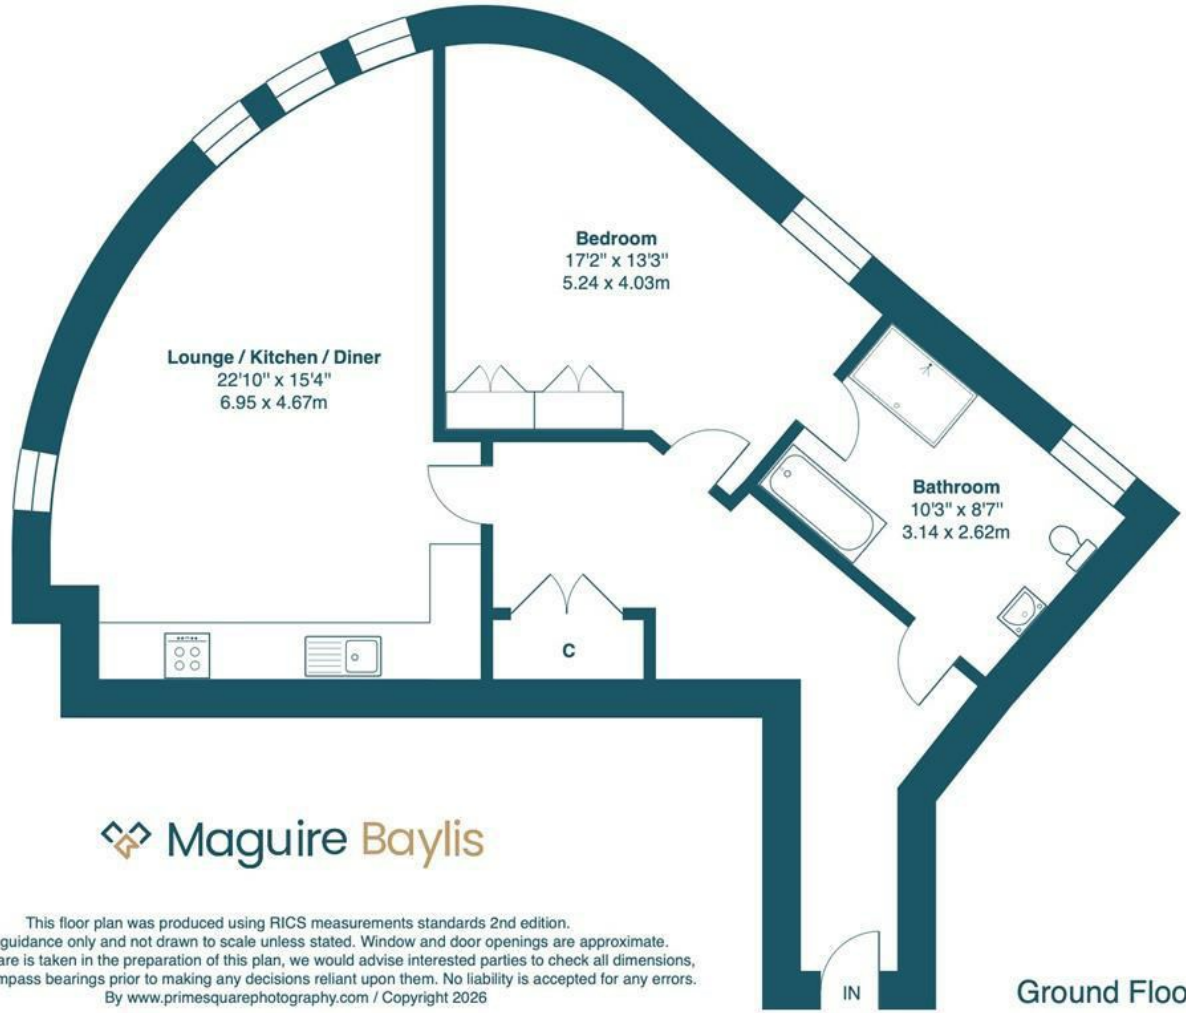 Bedroom
17'2" x 13'3"
5.24 x 4.03m
Lounge / Kitchen / Diner
22'10" x 15'4"
6.95 x 4.67m
Bathroom
10'3" x 8'7"
3.14 x 2.62m
C
Maguire Baylis
This floor plan was produced using RICS measurements standards 2nd edition.
guidance only and not drawn to scale unless stated. Window and door openings are approximate.
is taken in the preparation of this plan, we would advise interested parties to check all dimensions,
bearings prior to making any decisions reliant upon them. No liability is accepted for any errors.
By www.primesquarephotography.com / Copyright 2026
IN
Ground Floo